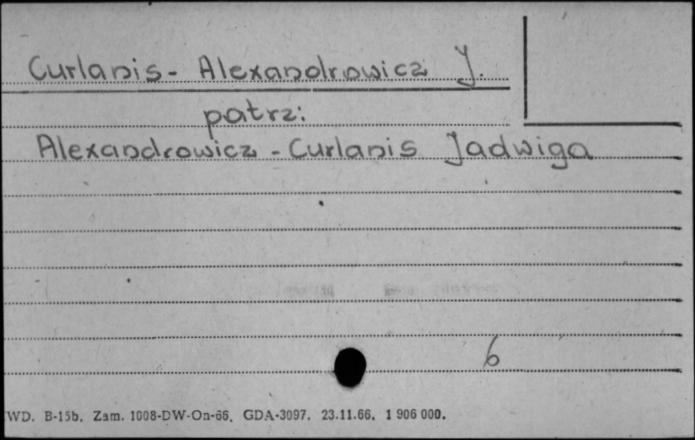 Curlanis- Alexandrowicz J.
patrz:
Alexandrowicz - Curlanis Jadwiga
6
WD. B-15b. Zam. 1008-DW-On-66. GDA-3097. 23.11.66. 1 906 000.